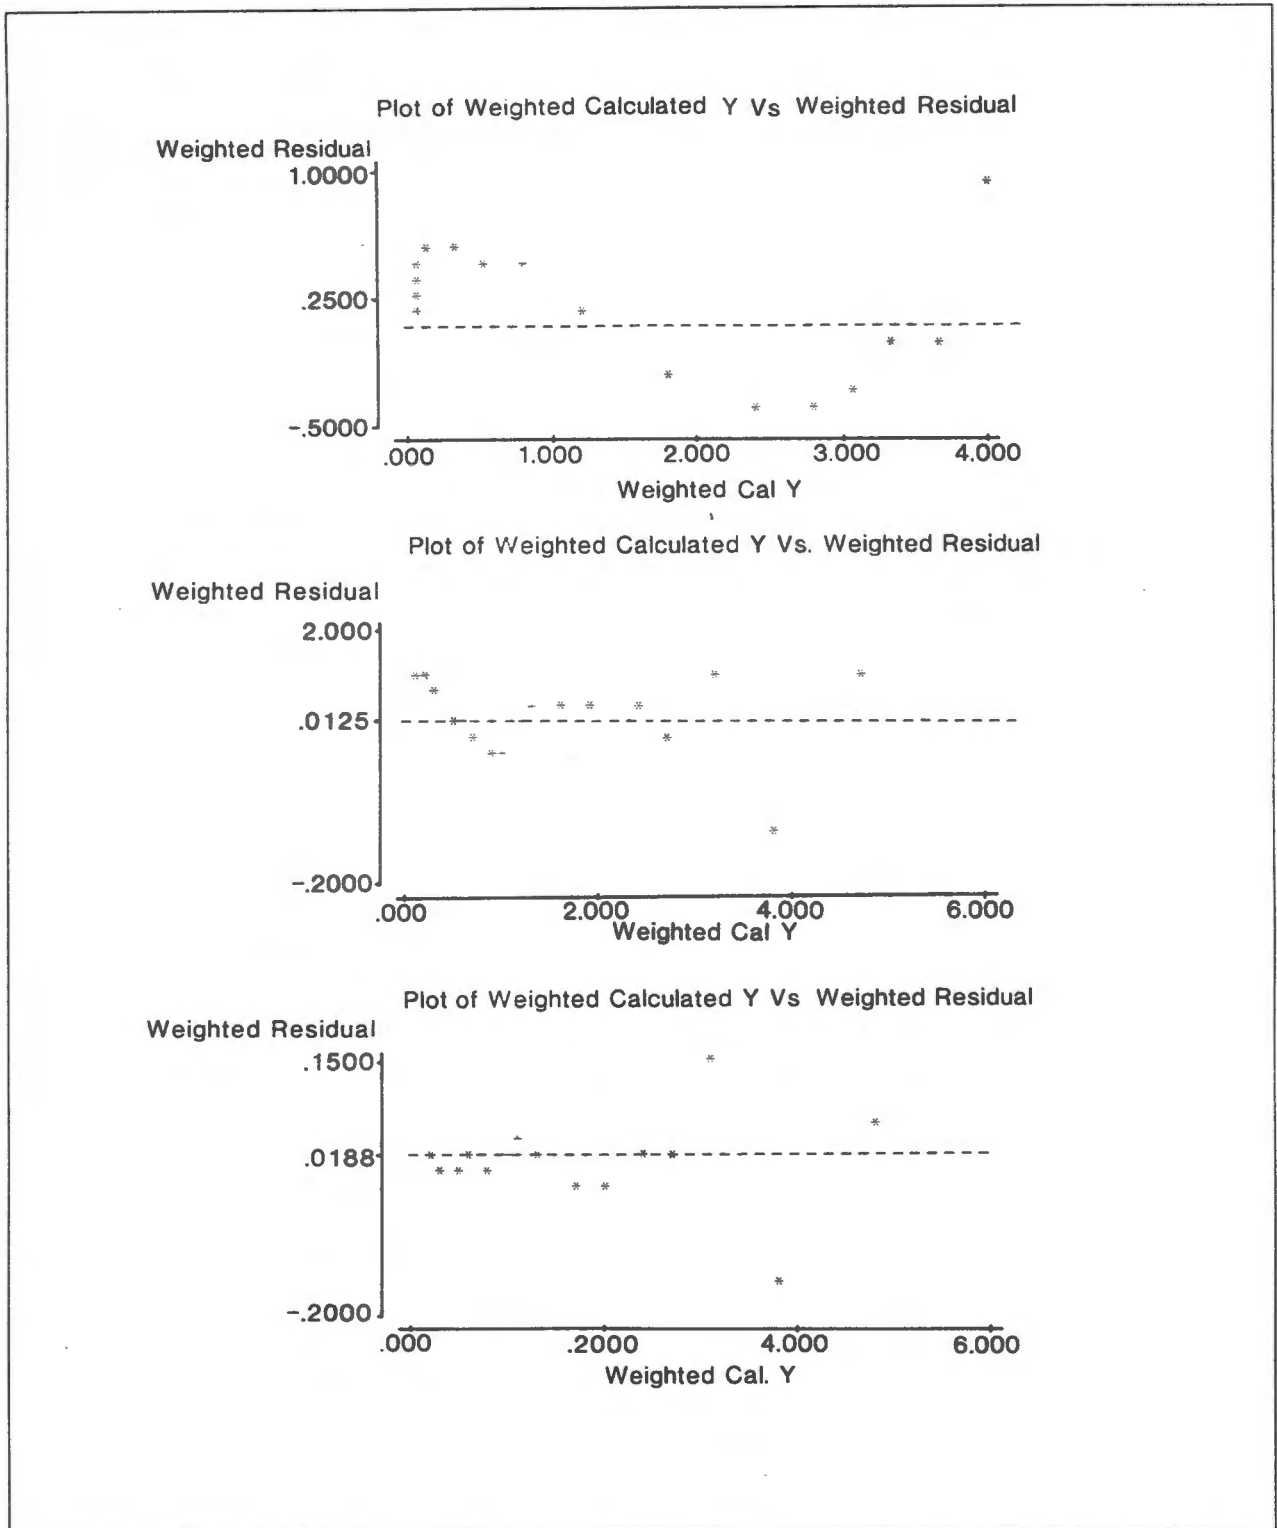 Plot of Weighted Calculated Y Vs Weighted Residual
Weighted Residual
1.0000
.2500
-.5000
.000 1.000 2.000 3.000 4.000
Weighted Cal Y
Plot of Weighted Calculated Y Vs. Weighted Residual
Weighted Residual
2.000
.0125
-.2000
.000 2.000 4.000 6.000
Weighted Cal Y
Plot of Weighted Calculated Y Vs Weighted Residual
Weighted Residual
.1500
.0188
-.2000
.000 .2000 4.000 6.000
Weighted Cal. Y